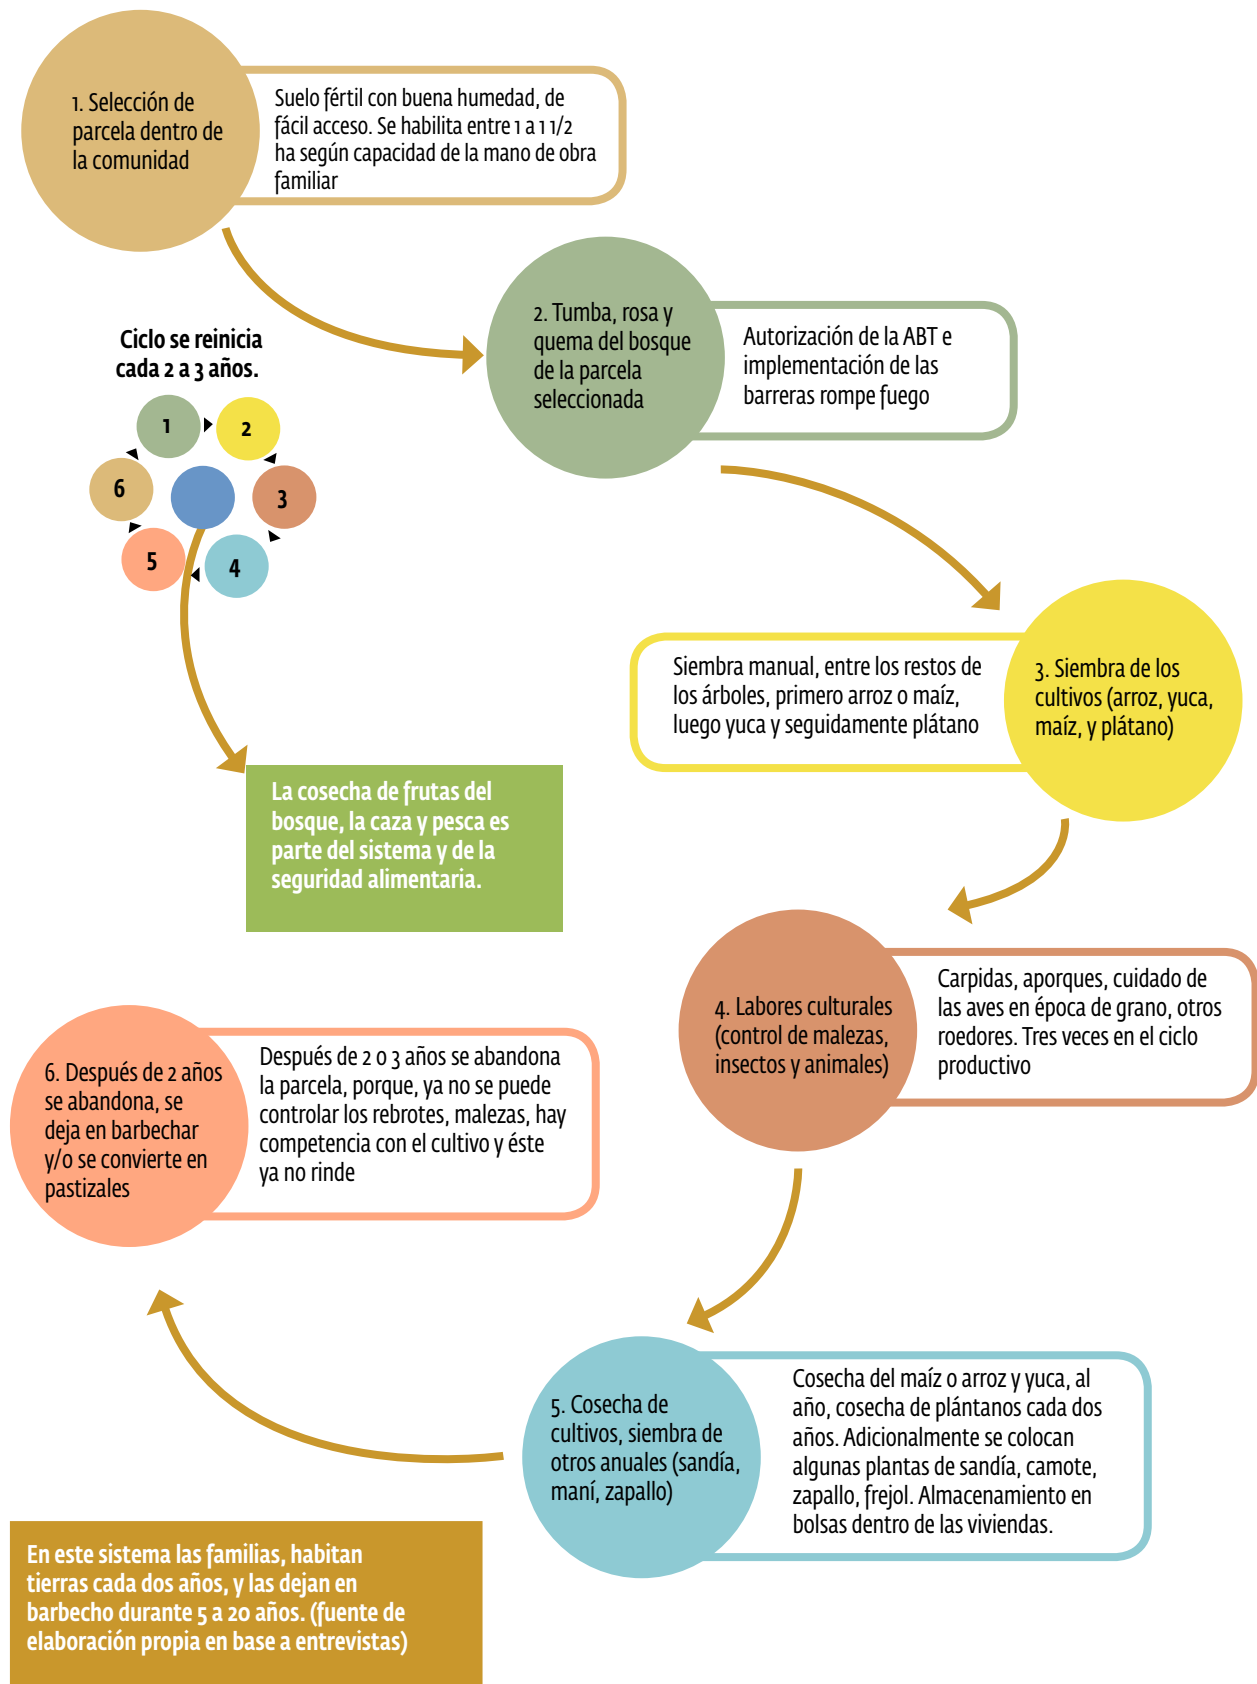 1. Selección de
parcela dentro de
la comunidad
Suelo fértil con buena humedad, de
fácil acceso. Se habilita entre 1 a 1 1/2
ha según capacidad de la mano de obra
familiar
2. Tumba, rosa y
quema del bosque
de la parcela
seleccionada
Autorización de la ABT e
implementación de las
barreras rompe fuego
Ciclo se reinicia
cada 2 a 3 años.
1
2
3
4
5
6
3. Siembra de los
cultivos (arroz, yuca,
maíz, y plátano)
Siembra manual, entre los restos de
los árboles, primero arroz o maíz,
luego yuca y seguidamente plátano
La cosecha de frutas del
bosque, la caza y pesca es
parte del sistema y de la
seguridad alimentaria.
4. Labores culturales
(control de malezas,
insectos y animales)
Carpidas, aporques, cuidado de
las aves en época de grano, otros
roedores. Tres veces en el ciclo
productivo
6. Después de 2 años
se abandona, se
deja en barbechar
y/o se convierte en
pastizales
Después de 2 o 3 años se abandona
la parcela, porque, ya no se puede
controlar los rebrotes, malezas, hay
competencia con el cultivo y éste
ya no rinde
5. Cosecha de
cultivos, siembra de
otros anuales (sandía,
maní, zapallo)
Cosecha del maíz o arroz y yuca, al
año, cosecha de plántanos cada dos
años. Adicionalmente se colocan
algunas plantas de sandía, camote,
zapallo, frejol. Almacenamiento en
bolsas dentro de las viviendas.
En este sistema las familias, habitan
tierras cada dos años, y las dejan en
barbecho durante 5 a 20 años. (fuente de
elaboración propia en base a entrevistas)